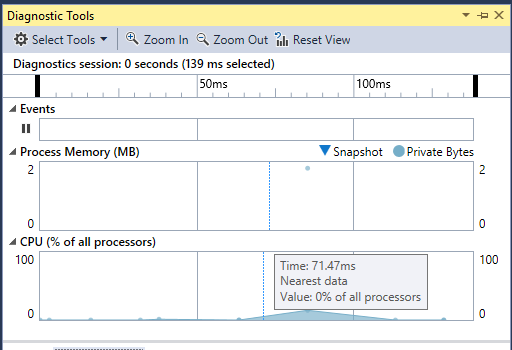 Diagnostic Tools
Select Tools Zoom In Zoom Out Reset View
Diagnostics session: 0 seconds (139 ms selected)
50ms 100ms
Events
Process Memory (MB) Snapshot Private Bytes
2 2
0 0
CPU (% of all processors)
100 100
Time: 71.47ms
Nearest data
Value: 0% of all processors
0 0